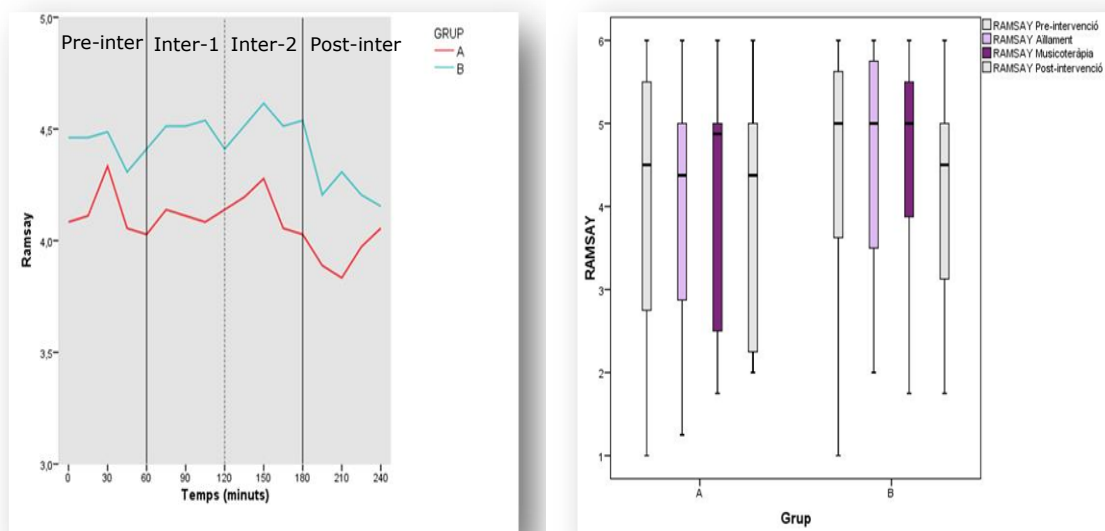 5,0
4,5
4,0
3,5
3,0
Ramsay
Pre-inter
Inter-1
Inter-2
Post-inter
0 30 60 90 120 150 180 210 240
Temps (minuts)
GRUP
A
B
6
5
4
3
2
1
RAMSAY
A B
Grup
RAMSAY Pre-intervenció
RAMSAY Aïllament
RAMSAY Musicoteràpia
RAMSAY Post-intervenció